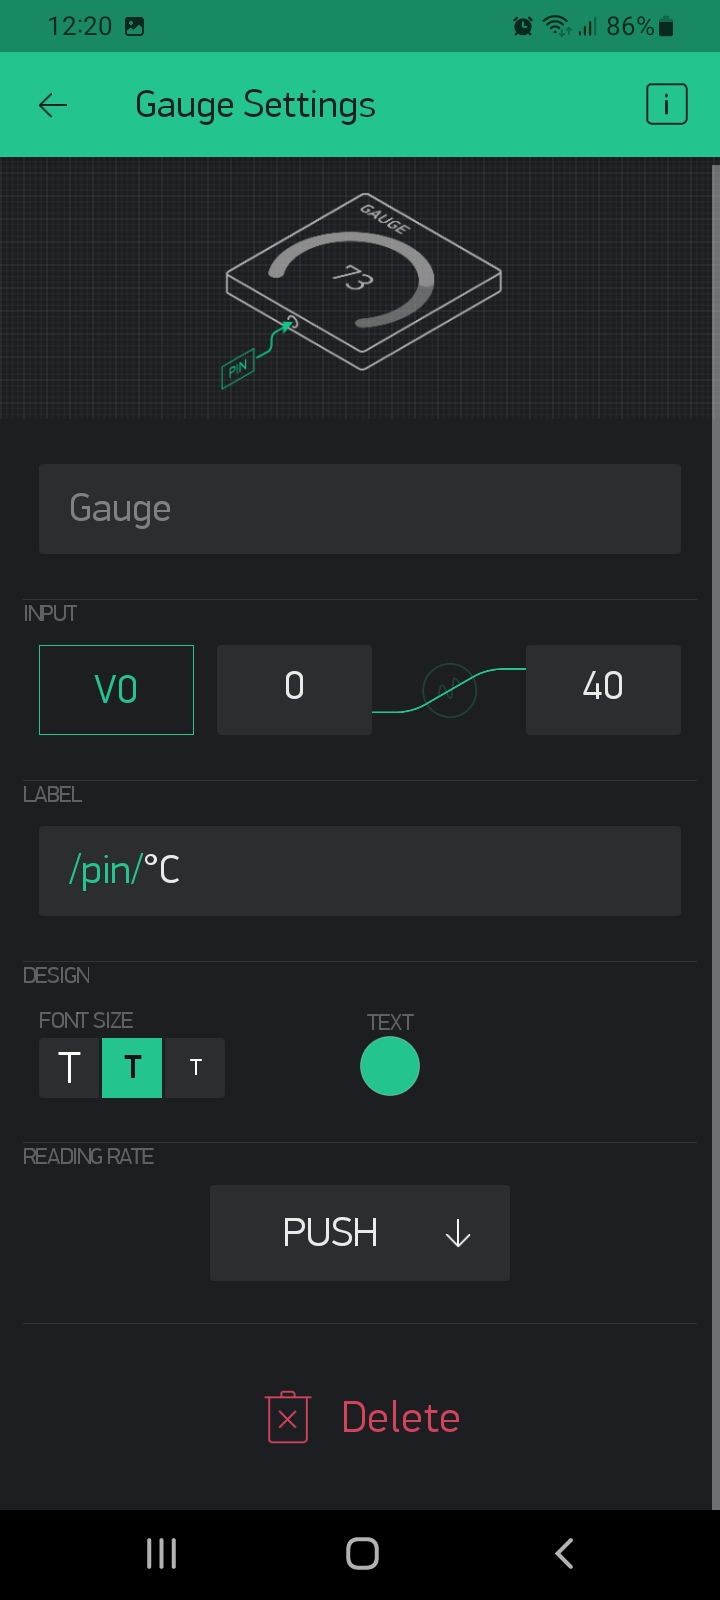 12:20 86%
Gauge Settings i
GAUGE
73
PIN
Gauge
INPUT
V0 0 40
LABEL
/pin/°C
DESIGN
FONT SIZE TEXT
T T T
READING RATE
PUSH
Delete